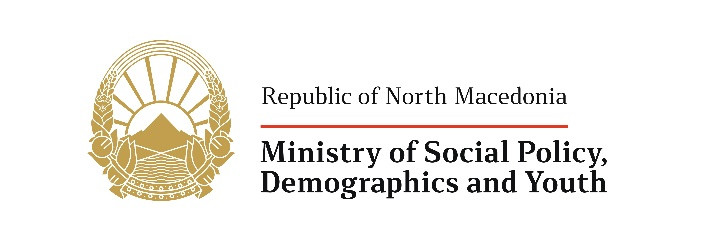 Republic of North Macedonia
Ministry of Social Policy,
Demographics and Youth